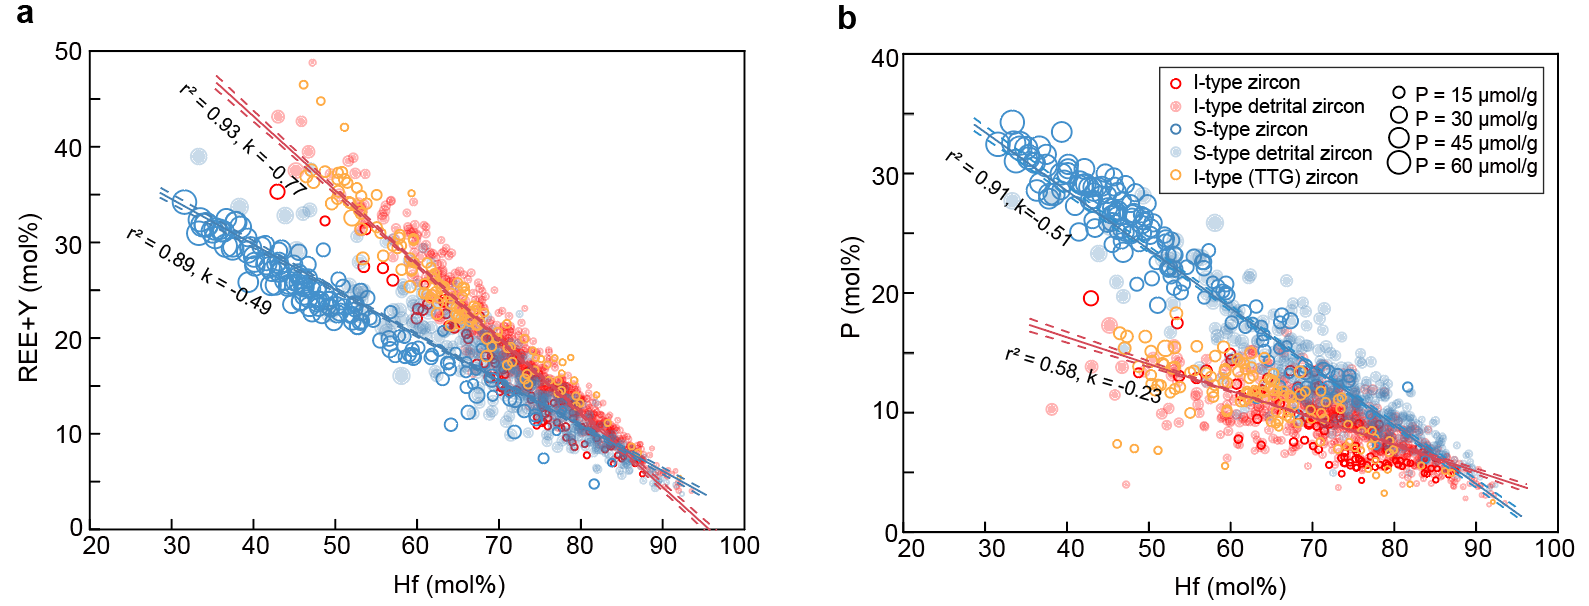 a
50
40
30
20
10
0
REE+Y (mol%)
r² = 0.93, k = -0.77
r² = 0.89, k = -0.49
20 30 40 50 60 70 80 90 100
Hf (mol%)
b
40
30
20
10
0
P (mol%)
I-type zircon
I-type detrital zircon
S-type zircon
S-type detrital zircon
I-type (TTG) zircon
P = 15 µmol/g
P = 30 µmol/g
P = 45 µmol/g
P = 60 µmol/g
r² = 0.91, k=-0.51
r² = 0.58, k = -0.23
20 30 40 50 60 70 80 90 100
Hf (mol%)